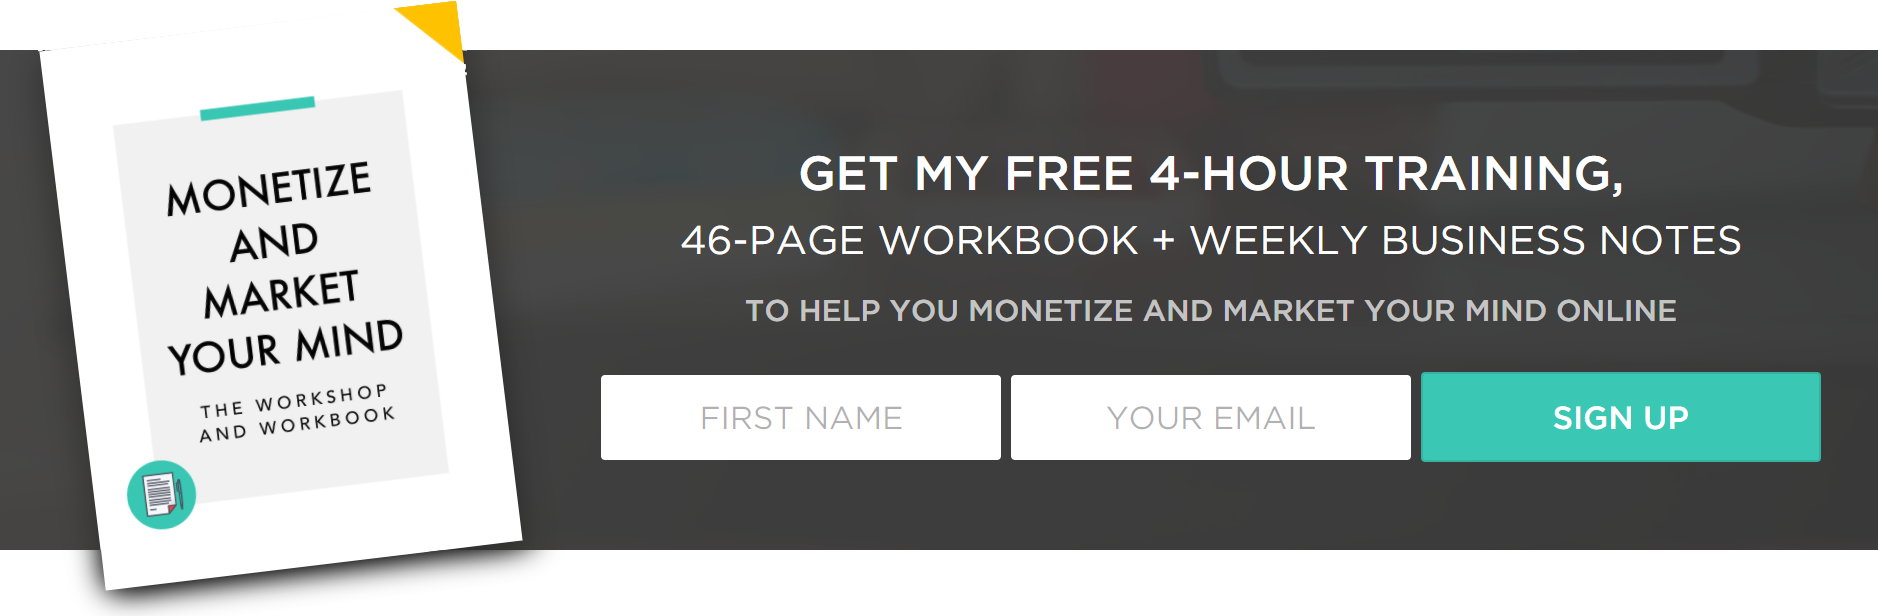 MONETIZE
AND
MARKET
YOUR MIND
THE WORKSHOP
AND WORKBOOK
GET MY FREE 4-HOUR TRAINING,
46-PAGE WORKBOOK + WEEKLY BUSINESS NOTES
TO HELP YOU MONETIZE AND MARKET YOUR MIND ONLINE
FIRST NAME
YOUR EMAIL
SIGN UP